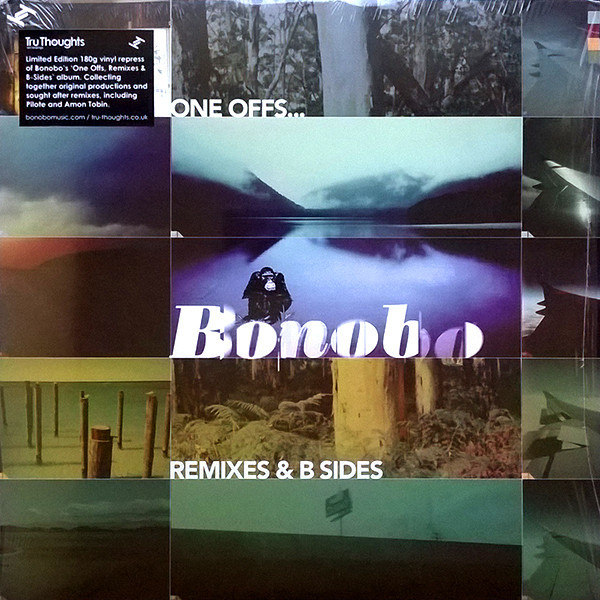 Tru Thoughts
recordings
Limited Edition 180g vinyl repress
of Bonobo's 'One Offs, Remixes &
B-Sides' album. Collecting
together original productions and
sought after remixes, including
Pilote and Amon Tobin.
bonobomusic.com / tru-thoughts.co.uk
ONE OFFS...
Bonobo
REMIXES & B SIDES